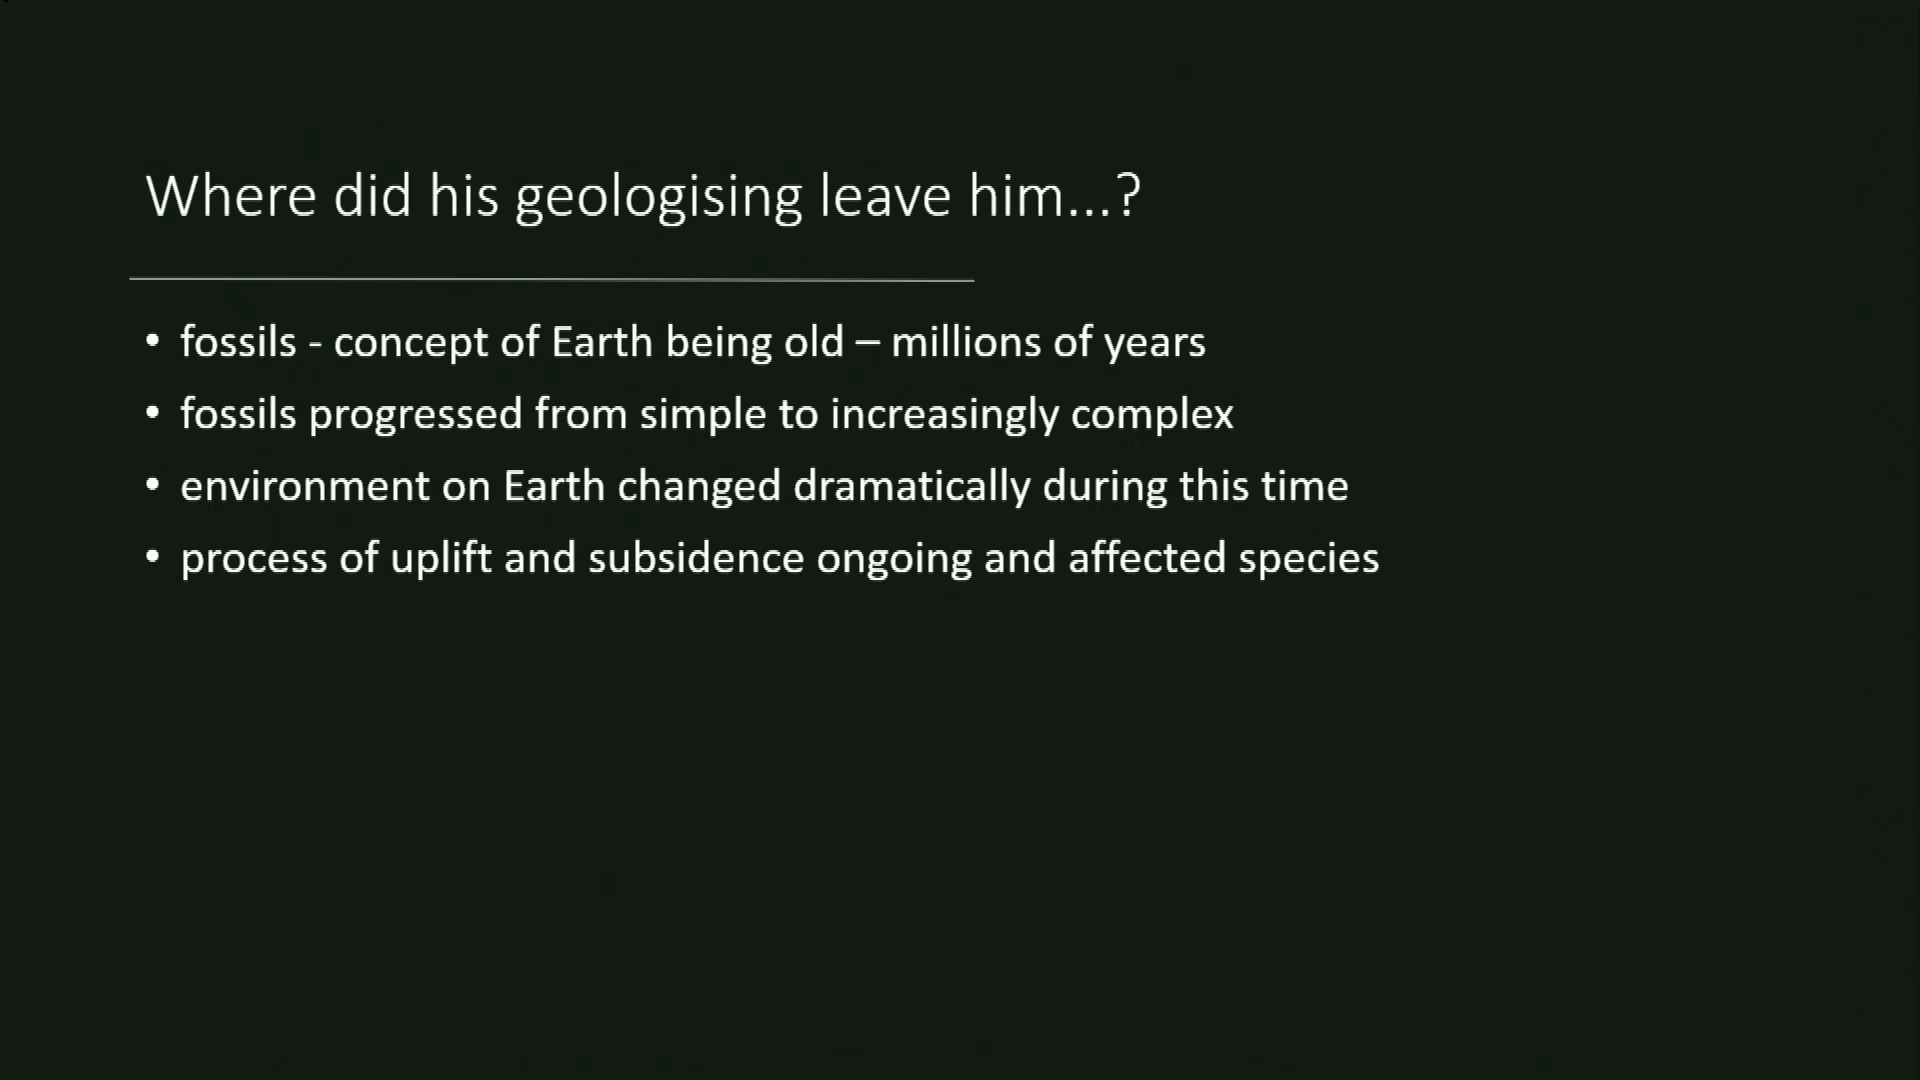 Where did his geologising leave him...?
• fossils - concept of Earth being old – millions of years
• fossils progressed from simple to increasingly complex
• environment on Earth changed dramatically during this time
• process of uplift and subsidence ongoing and affected species